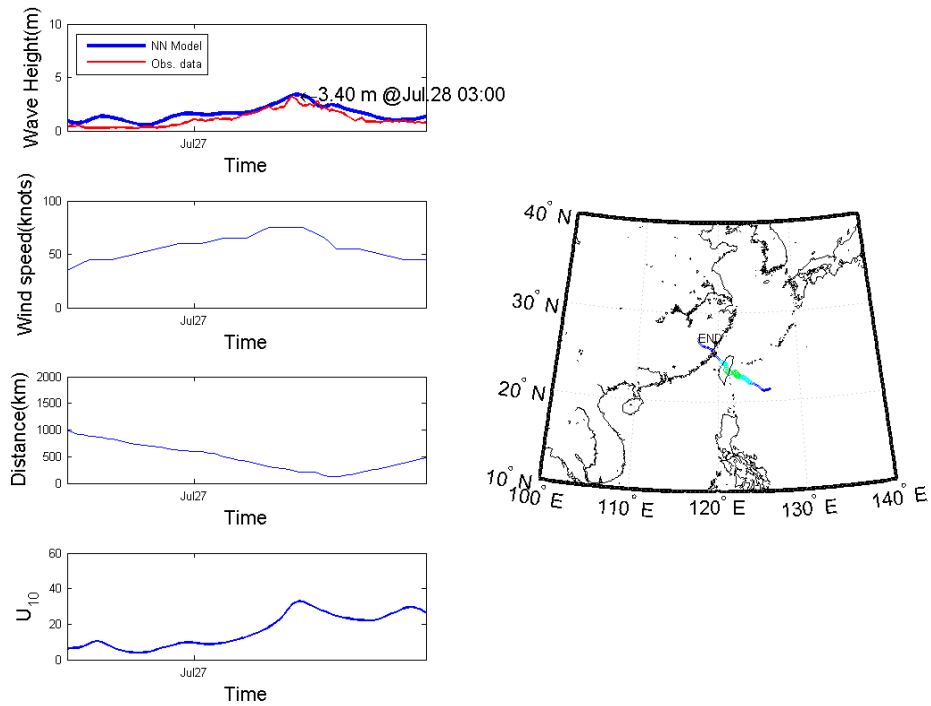 10
5
0
Wave Height(m)
NN Model
Obs. data
3.40 m @Jul.28 03:00
Jul27
Time
100
50
0
Wind speed(knots)
Jul27
Time
2000
1500
1000
500
0
Distance(km)
Jul27
Time
60
40
20
0
U10
Jul27
Time
40° N
30° N
20° N
10° N
END
100° E
110° E
120° E
130° E
140° E